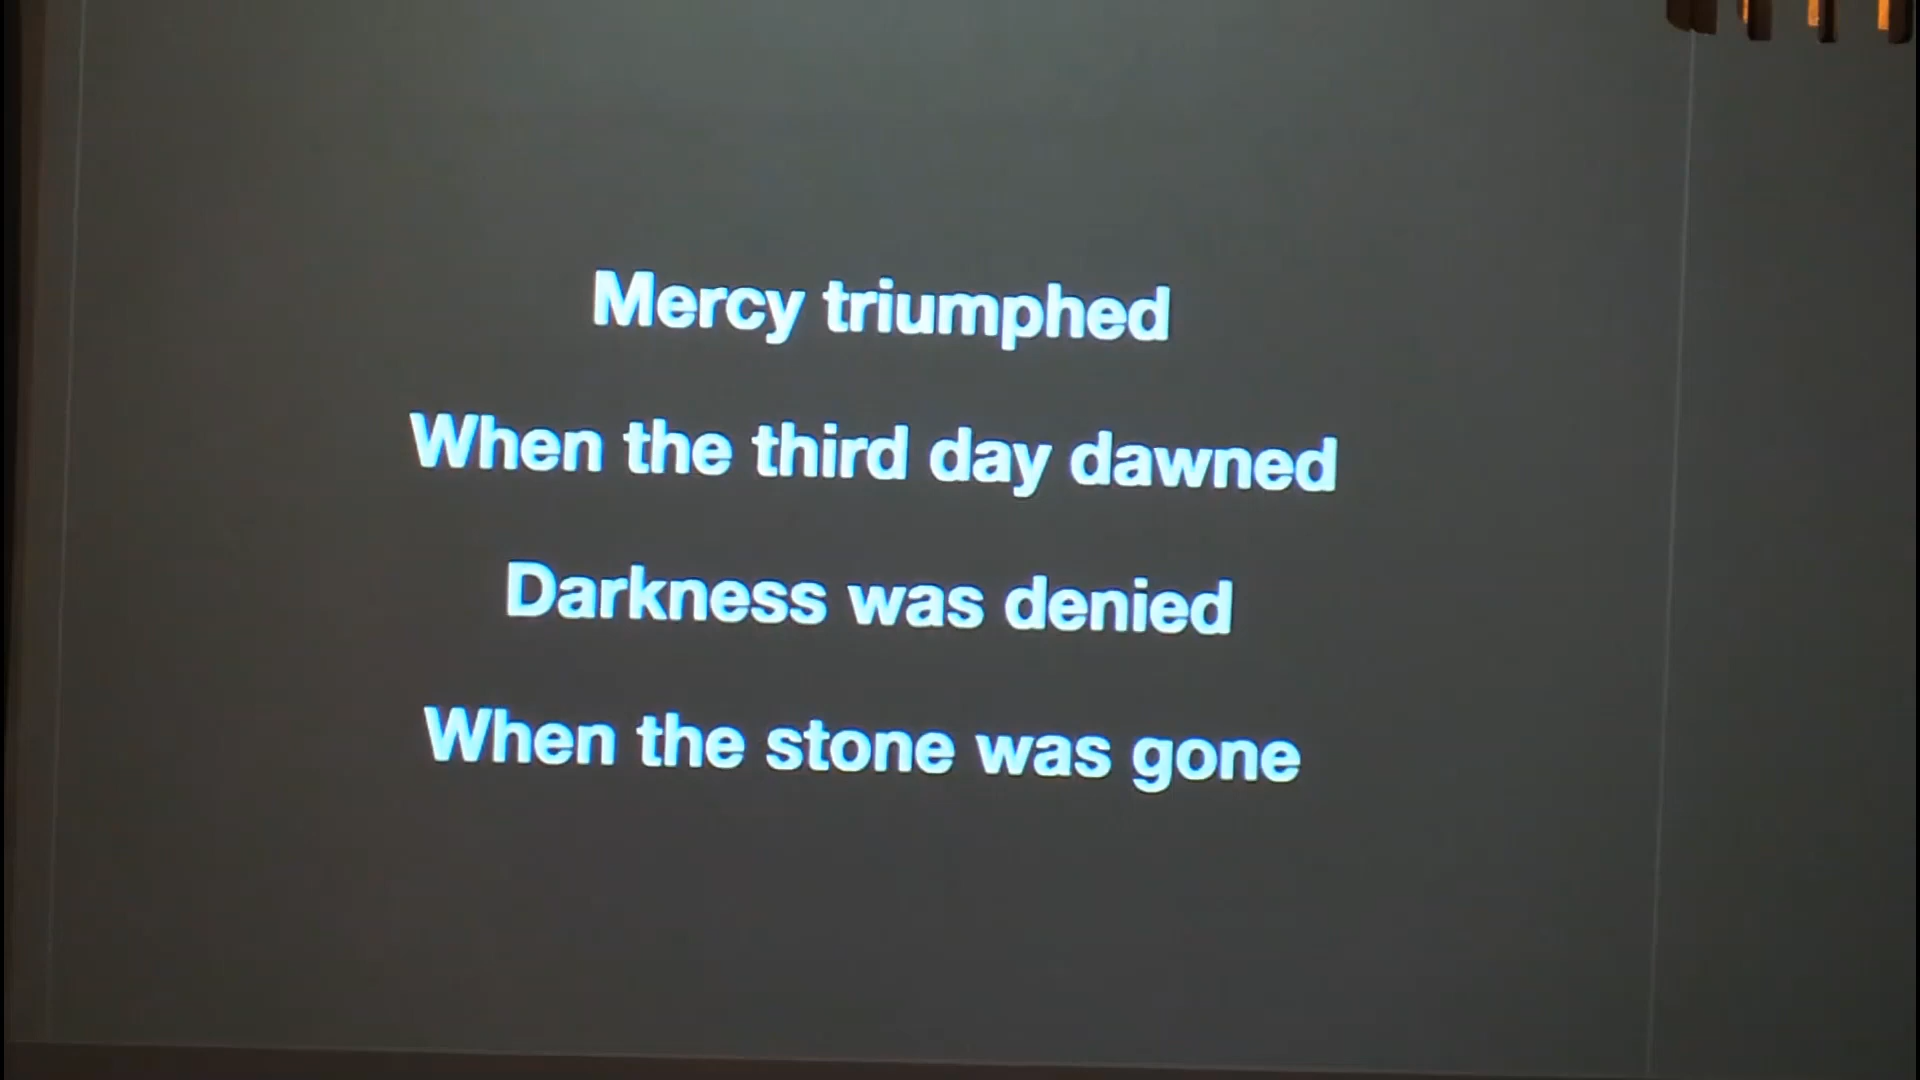 Mercy triumphed
When the third day dawned
Darkness was denied
When the stone was gone